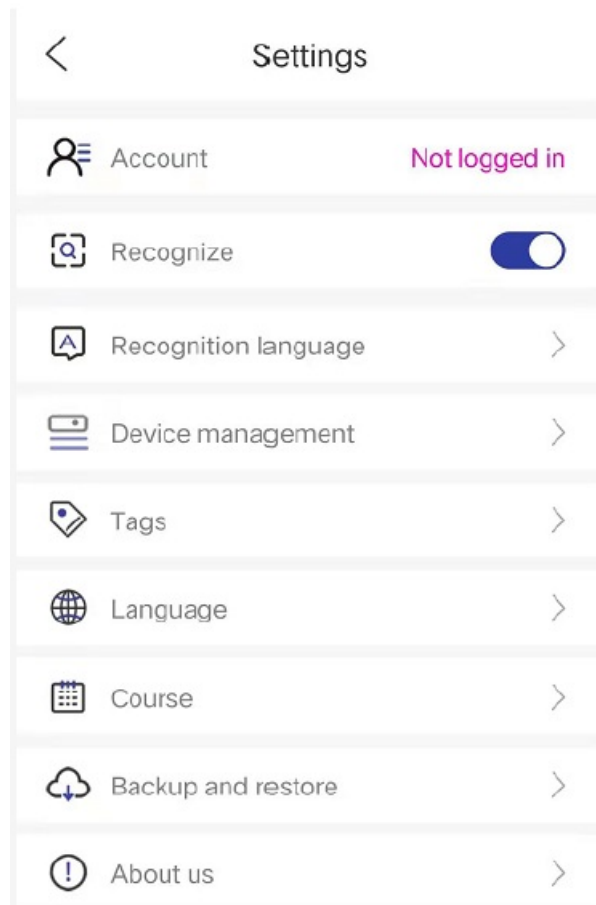 Settings
Account
Not logged in
Recognize
Recognition language
Device management
Tags
Language
Course
Backup and restore
About us